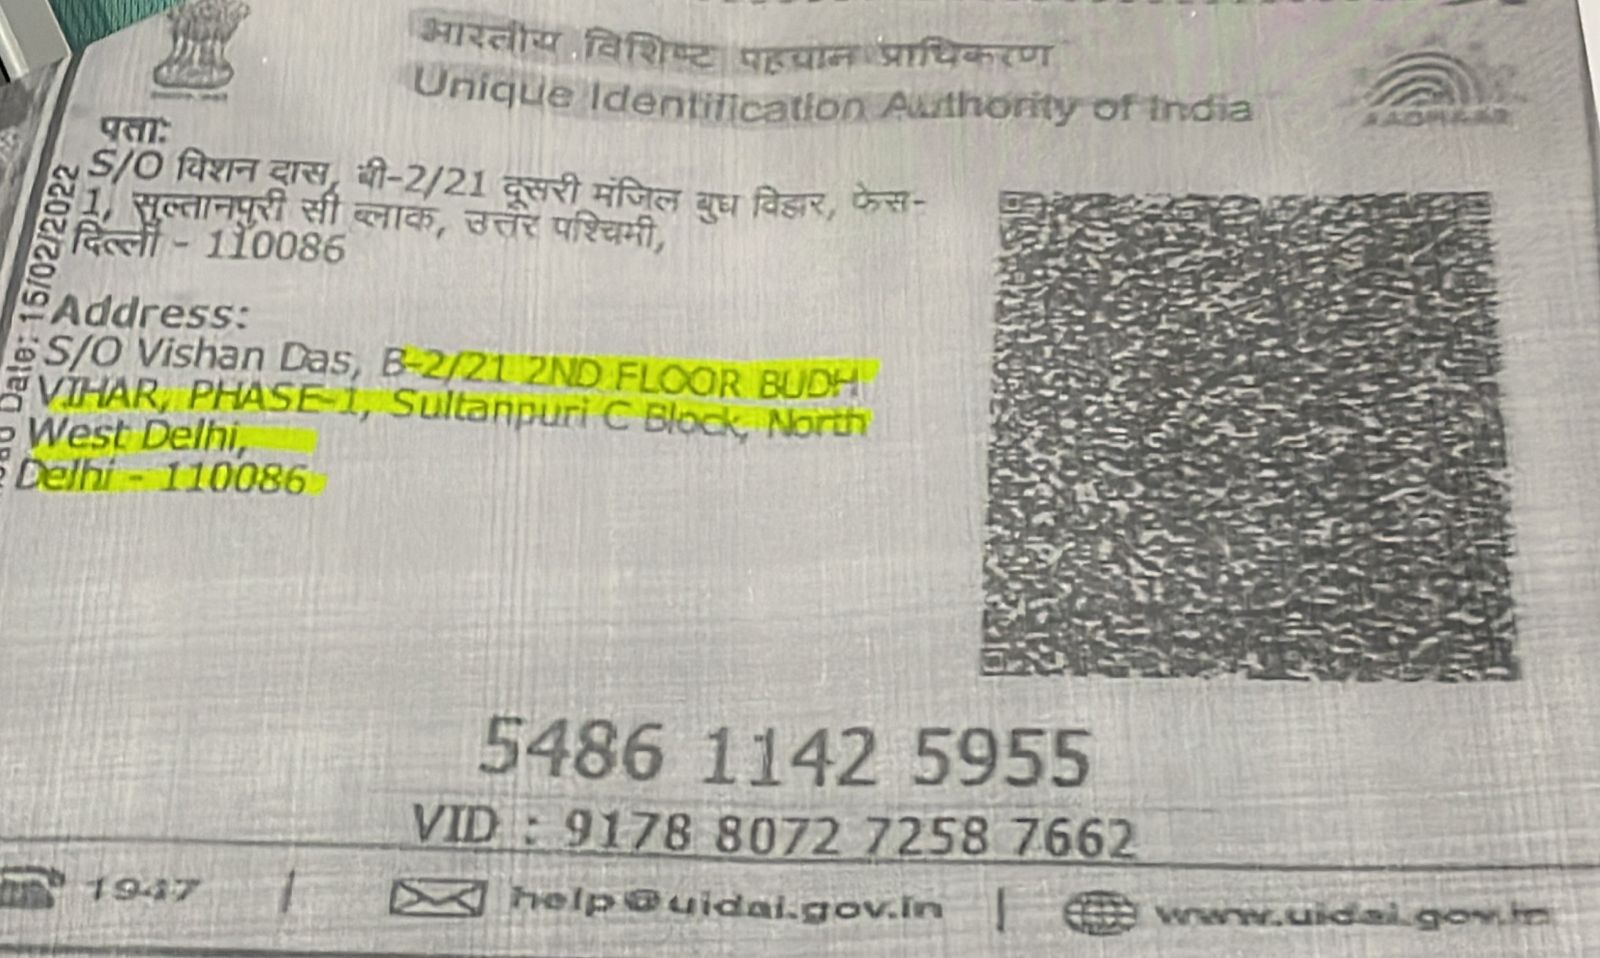 भारतीय विशिष्ट पहचान प्राधिकरण
Unique Identification Authority of India
AADHAAR
पता:
S/O विशन दास, बी-2/21 दूसरी मंजिल बुध विहार, फेस-
1, सुल्तानपुरी सी ब्लाक, उत्तर पश्चिमी,
दिल्ली - 110086
Address:
S/O Vishan Das, B-2/21 2ND FLOOR BUDH
VIHAR, PHASE-1, Sultanpuri C Block, North
West Delhi,
Delhi - 110086
Date: 15/02/2022
5486 1142 5955
VID : 9178 8072 7258 7662
1947 | help@uidai.gov.in | www.uidai.gov.in